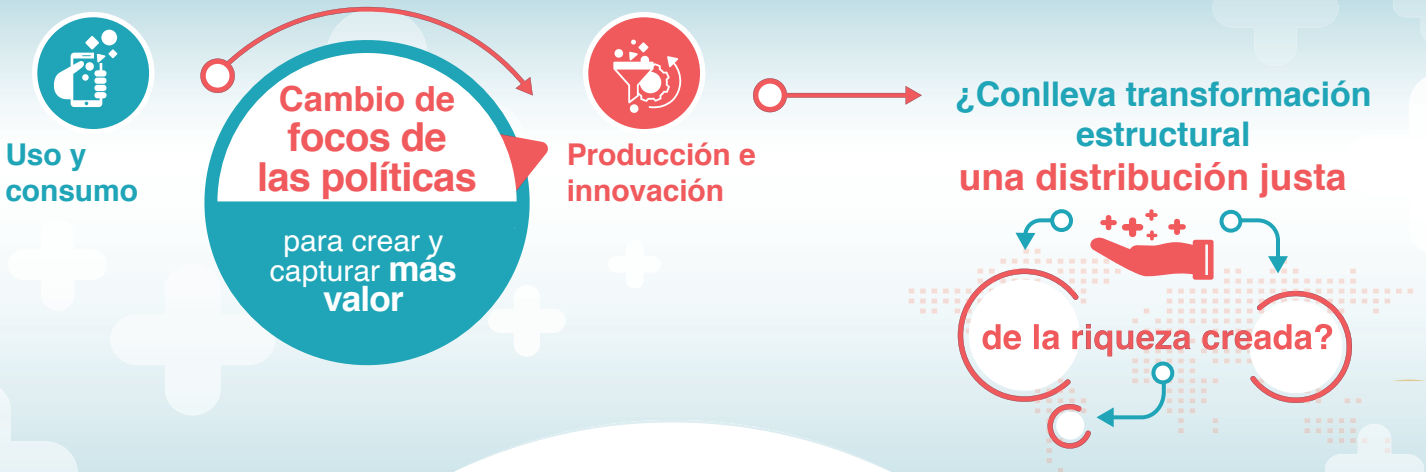 Uso y
consumo
Cambio de
focos de
las políticas
para crear y
capturar más
valor
Producción e
innovación
¿Conlleva transformación
estructural
una distribución justa
de la riqueza creada?